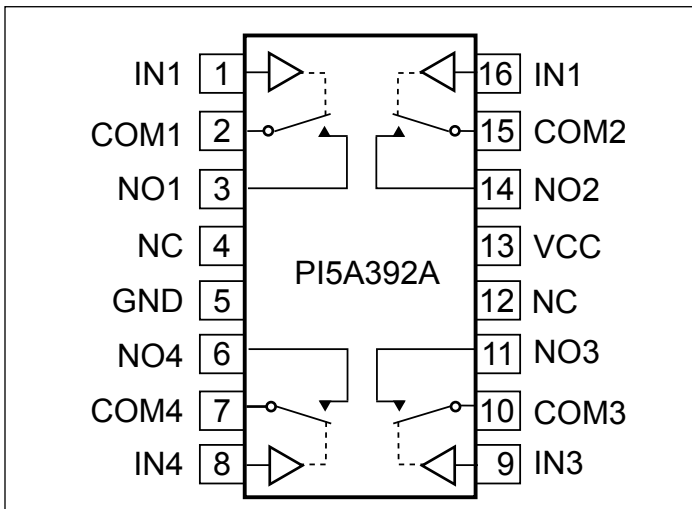 IN1 1 16 IN1
COM1 2 15 COM2
NO1 3 14 NO2
NC 4 13 VCC
PI5A392A
GND 5 12 NC
NO4 6 11 NO3
COM4 7 10 COM3
IN4 8 9 IN3